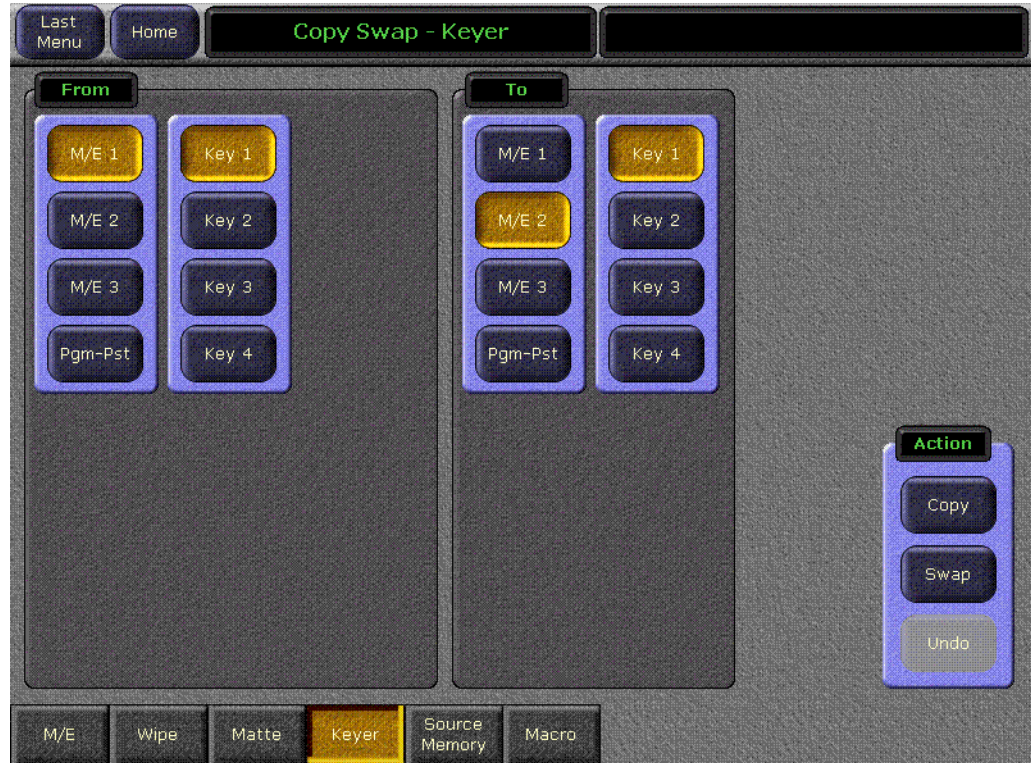 Last
Menu
Home
Copy Swap - Keyer
From
M/E 1
Key 1
M/E 2
Key 2
M/E 3
Key 3
Pgm-Pst
Key 4
To
M/E 1
Key 1
M/E 2
Key 2
M/E 3
Key 3
Pgm-Pst
Key 4
Action
Copy
Swap
Undo
M/E
Wipe
Matte
Keyer
Source
Memory
Macro